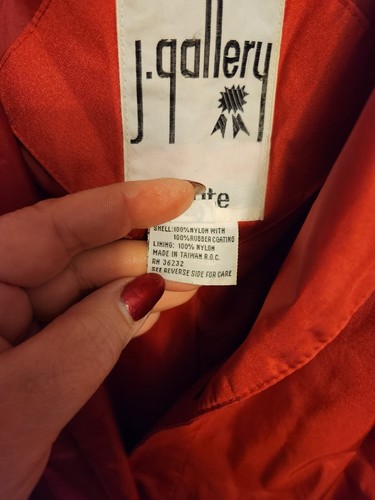 j.gallery
SHELL:100%NYLON WITH
100%RUBBER COATING
LINING: 100% NYLON
MADE IN TAIWAN R.O.C.
RN 36232
SEE REVERSE SIDE FOR CARE